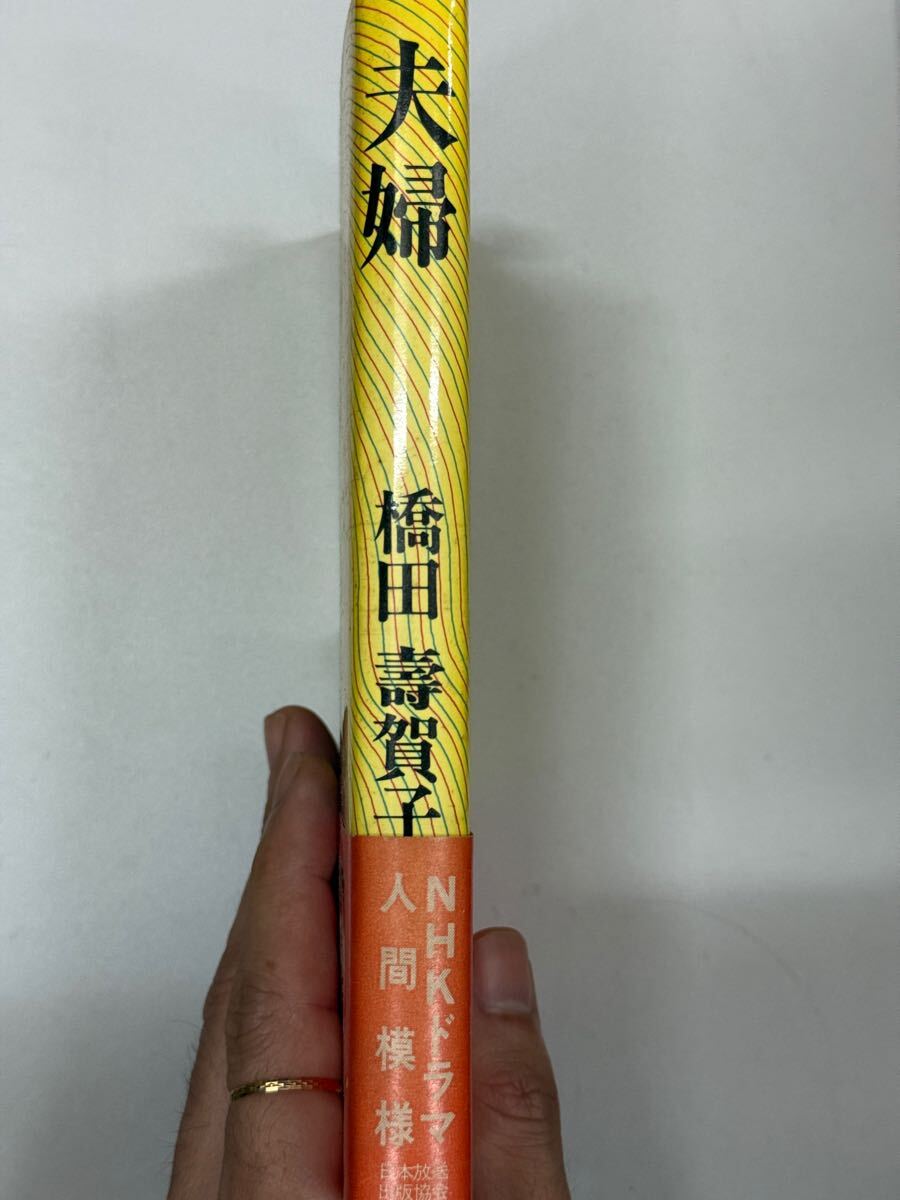 夫婦
橋田壽賀子
NHKドラマ
人間模様
日本放送
出版協会